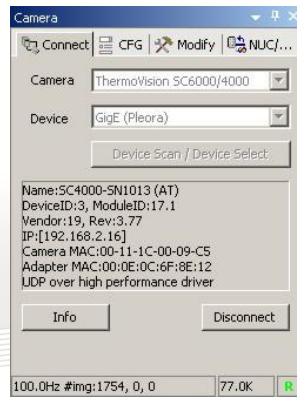 Camera
Connect CFG Modify NUC/...
Camera ThermoVision SC6000/4000
Device GigE (Pleora)
Device Scan / Device Select
Name:SC4000-SN1013 (AT)
DeviceID:3, ModuleID:17.1
Vendor:19, Rev:3.77
IP:[192.168.2.16]
Camera MAC:00-11-1C-00-09-C5
Adapter MAC:00:0E:0C:6F:8E:12
UDP over high performance driver
Info Disconnect
100.0Hz #img:1754, 0, 0 77.0K R